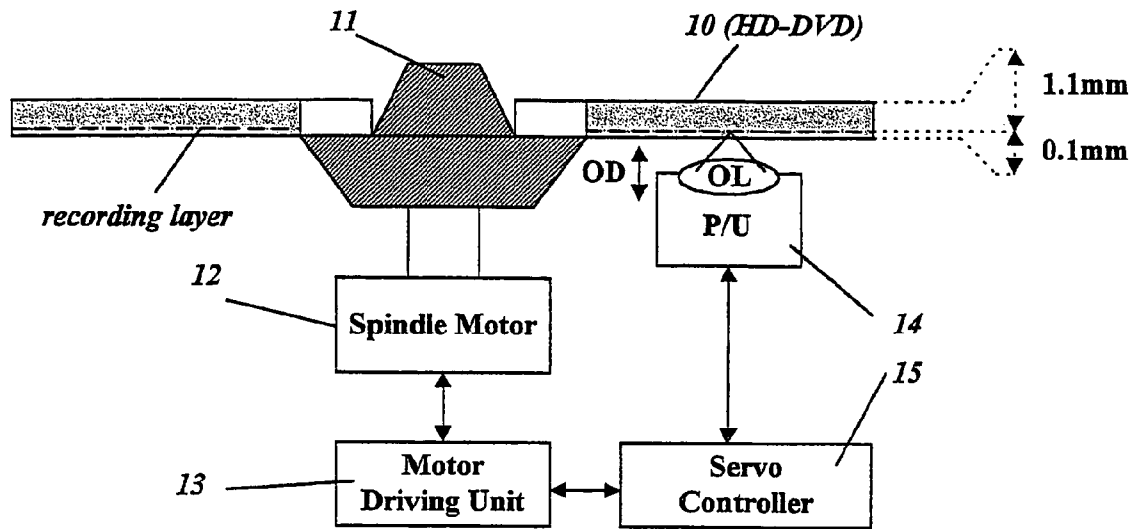 11
10 (HD-DVD)
1.1mm
0.1mm
OD
OL
P/U
recording layer
12
Spindle Motor
14
15
13
Motor
Driving Unit
Servo
Controller